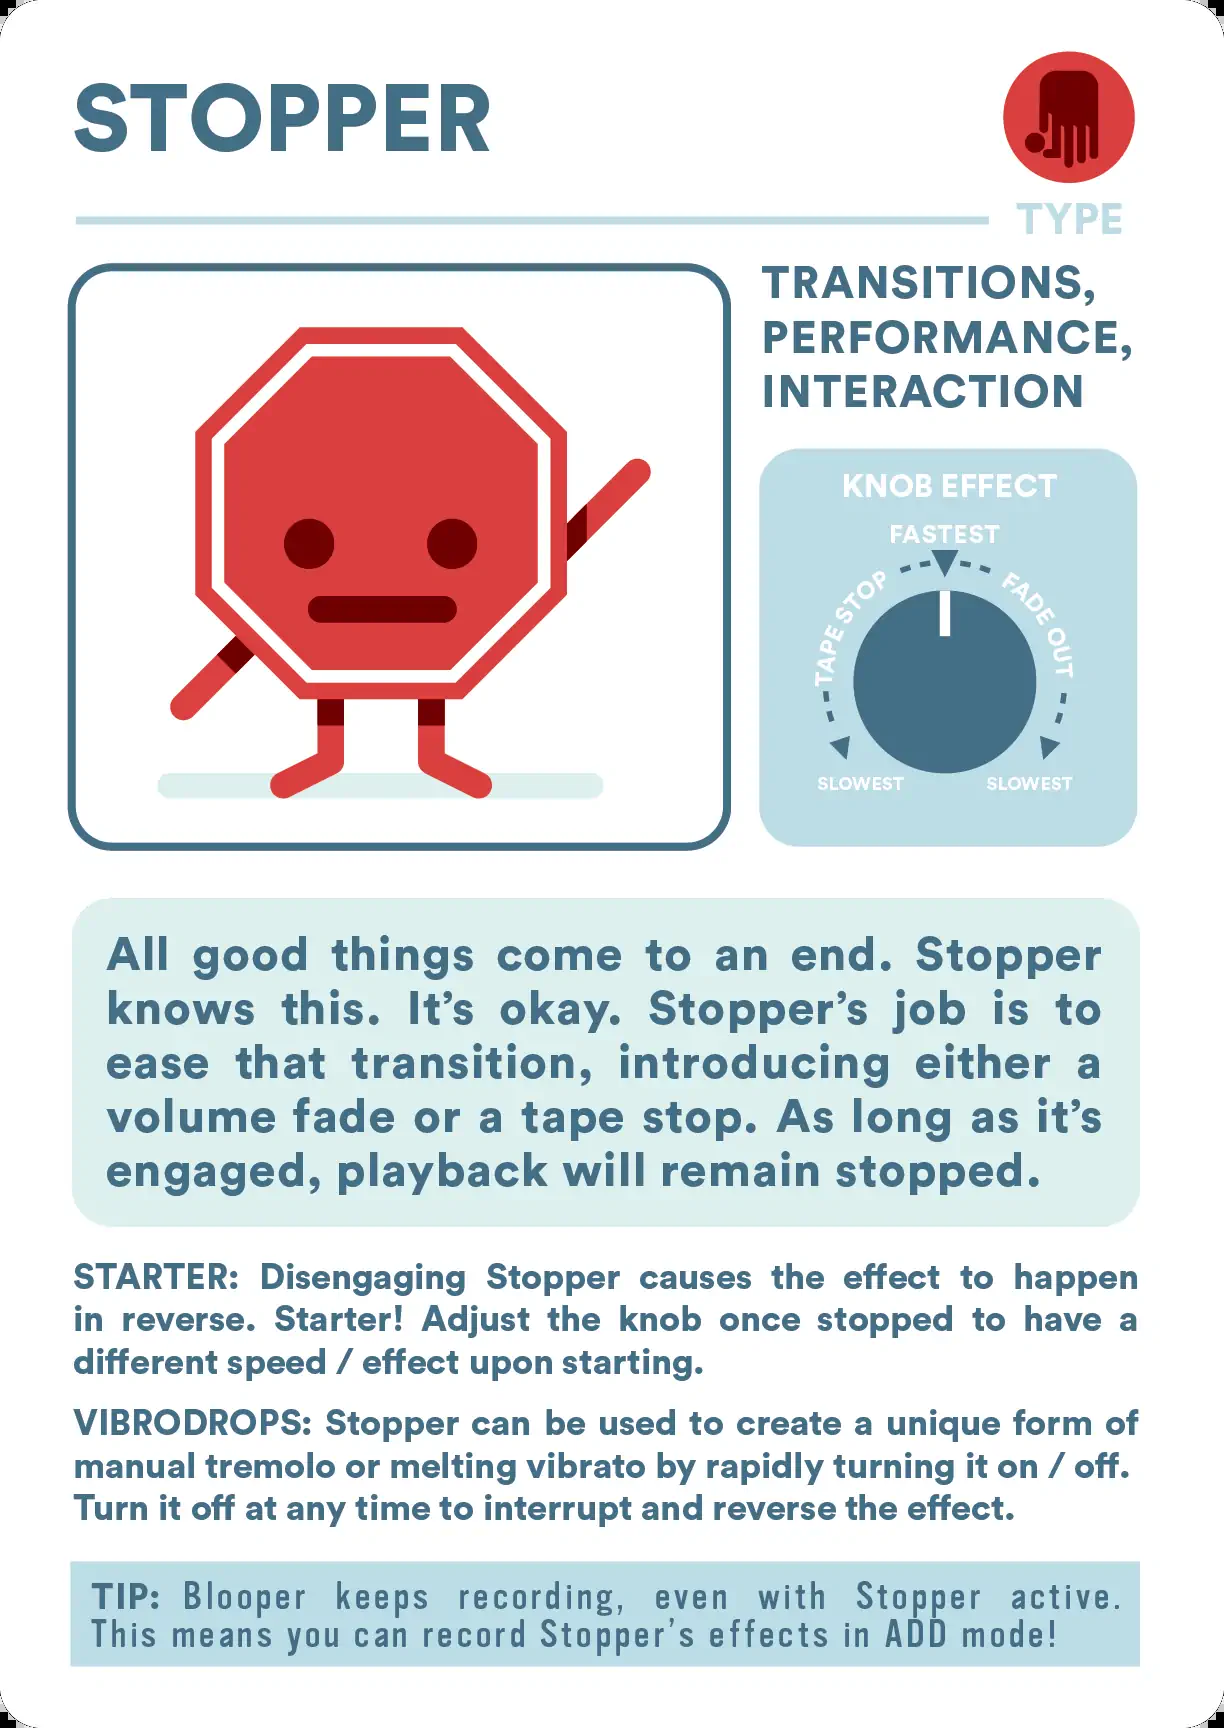 STOPPER
TYPE
TRANSITIONS,
PERFORMANCE,
INTERACTION
KNOB EFFECT
FASTEST
TAPE STOP
FADE OUT
SLOWEST
SLOWEST
All good things come to an end. Stopper
knows this. It’s okay. Stopper’s job is to
ease that transition, introducing either a
volume fade or a tape stop. As long as it’s
engaged, playback will remain stopped.
STARTER: Disengaging Stopper causes the effect to happen
in reverse. Starter! Adjust the knob once stopped to have a
different speed / effect upon starting.
VIBRODROPS: Stopper can be used to create a unique form of
manual tremolo or melting vibrato by rapidly turning it on / off.
Turn it off at any time to interrupt and reverse the effect.
TIP: Blooper keeps recording, even with Stopper active.
This means you can record Stopper’s effects in ADD mode!